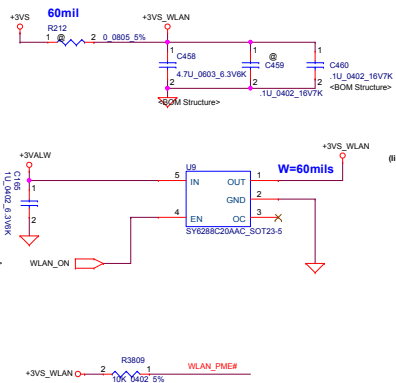 +3VS 60mil +3VS_WLAN
R212
1 @ 2 0_0805_5%
1 C458 4.7U_0603_6.3V6K 2
@ 1 C459 2 .1U_0402_16V7K
1 C460 2 .1U_0402_16V7K
<BOM Structure>
<BOM Structure>
+3VALW +3VS_WLAN
(li
U9 W=60mils
5 IN OUT 1
GND 2
4 EN OC 3
SY6288C20AAC_SOT23-5
1 2
1U_0402_6.3V6K
WLAN_ON
R3809
+3VS_WLAN 2 1 WLAN_PME#
10K_0402_5%